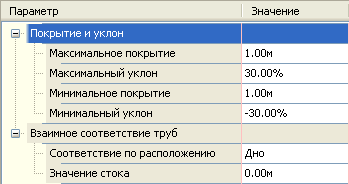 Параметр Значение
Покрытие и уклон
Максимальное покрытие 1.00м
Максимальный уклон 30.00%
Минимальное покрытие 1.00м
Минимальный уклон -30.00%
Взаимное соответствие труб
Соответствие по расположению Дно
Значение стока 0.00м